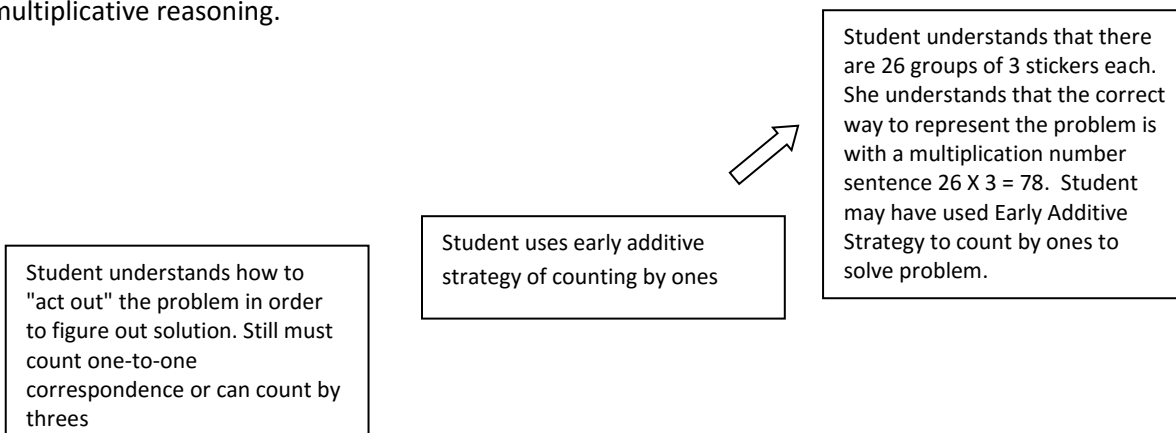 multiplicative reasoning.
Student understands that there
are 26 groups of 3 stickers each.
She understands that the correct
way to represent the problem is
with a multiplication number
sentence 26 X 3 = 78.  Student
may have used Early Additive
Strategy to count by ones to
solve problem.
Student uses early additive
strategy of counting by ones
Student understands how to
"act out" the problem in order
to figure out solution. Still must
count one-to-one
correspondence or can count by
threes